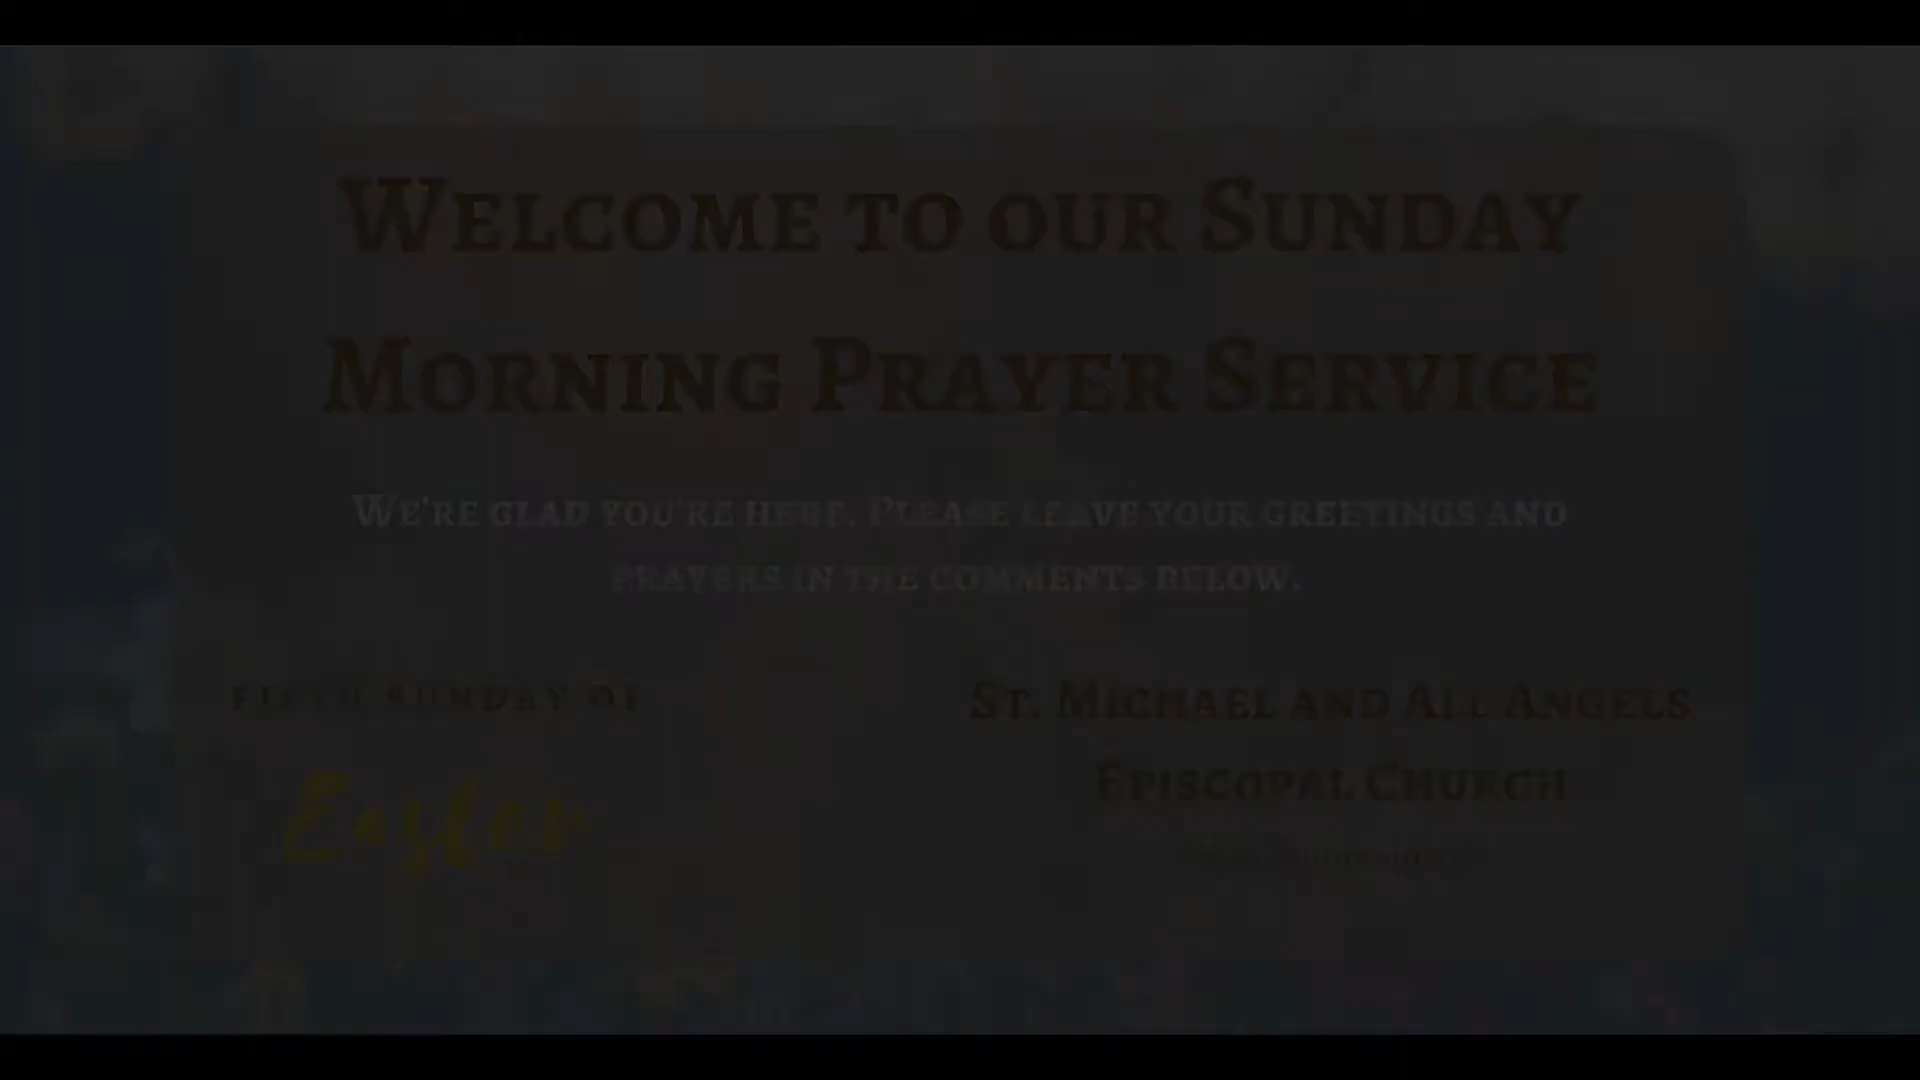 Welcome to our Sunday
Morning Prayer Service
We're glad you're here. Please leave your greetings and
prayers in the comments below.
FIFTH SUNDAY OF
Easter
St. Michael and All Angels
Episcopal Church